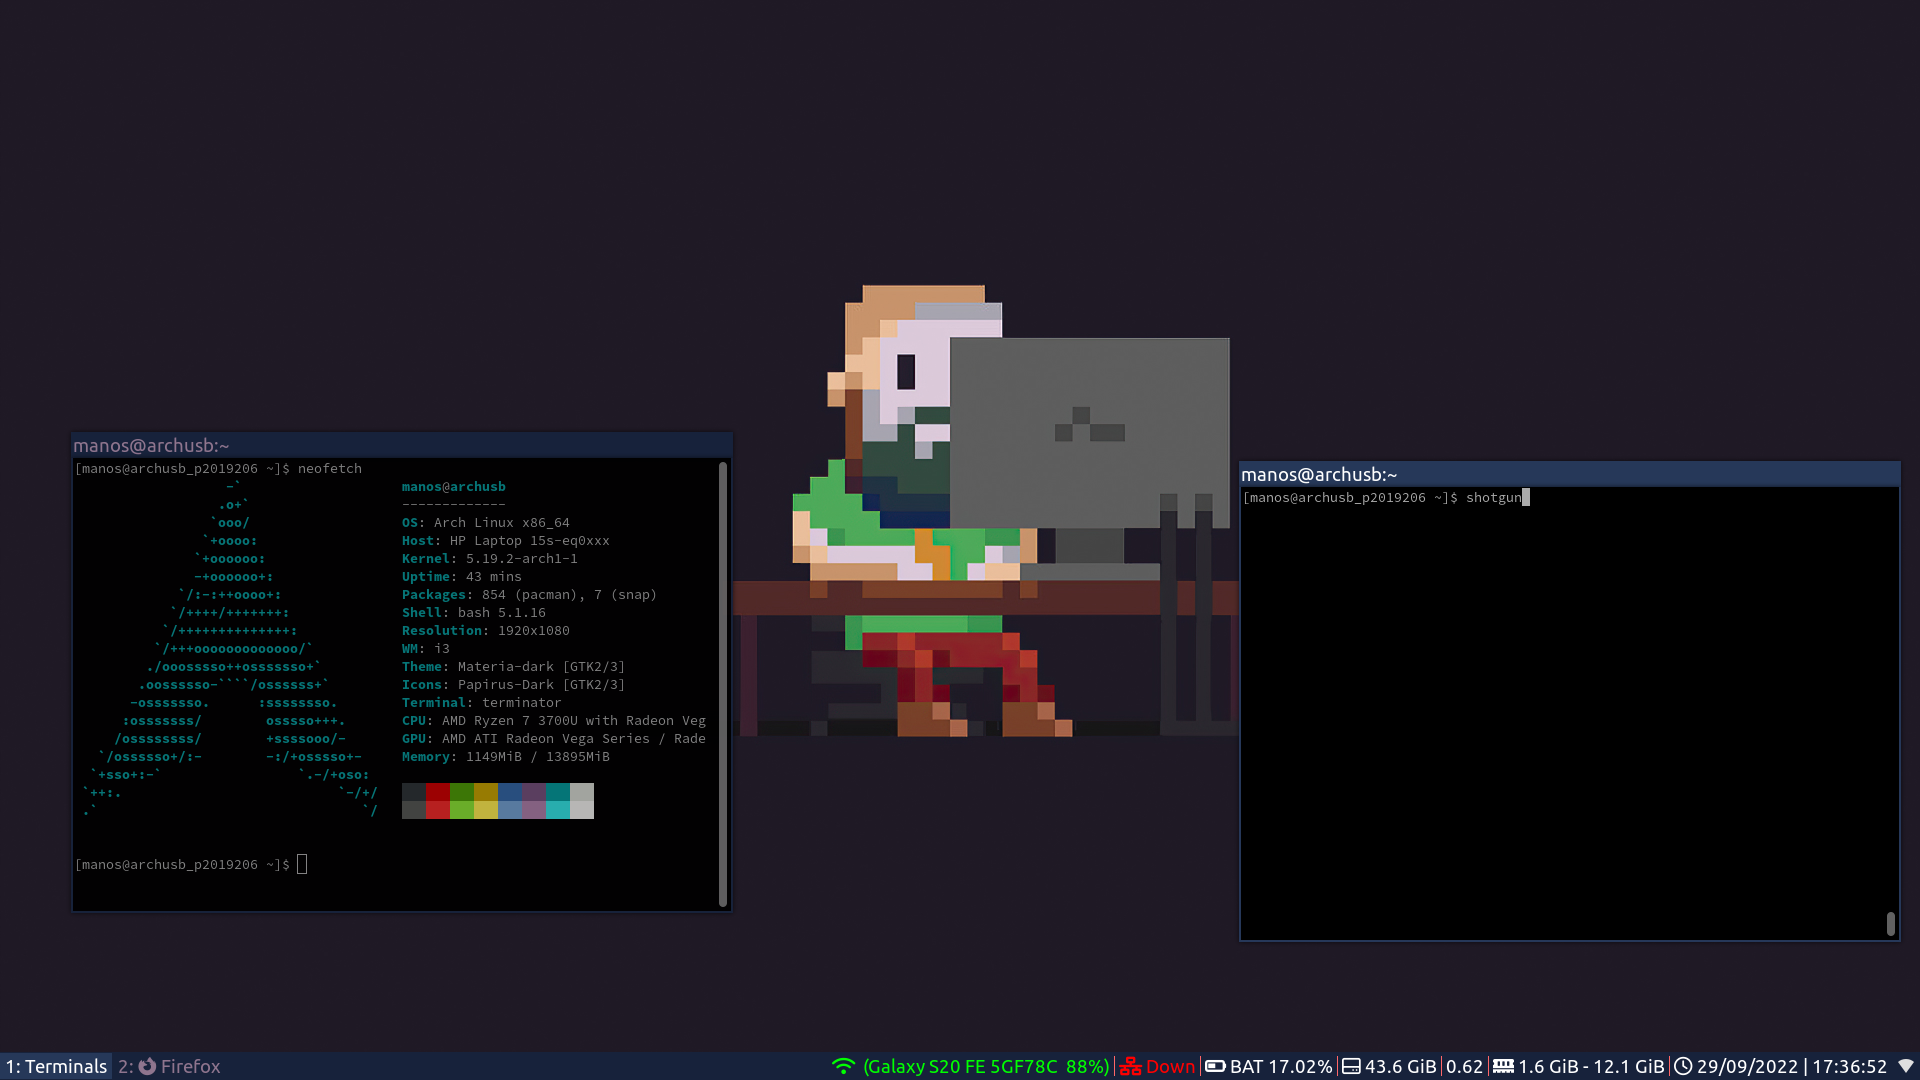 manos@archusb:~
[manos@archusb_p2019206 ~]$ neofetch
-`
.o+`
`ooo/
`+oooo:
`+oooooo:
-+oooooo+:
`/:-:++oooo+:
`/++++/+++++++:
`/++++++++++++++:
`/+++ooooooooooooo/`
./ooosssso++osssssso+`
.oossssso-````/ossssss+`
-osssssso.      :ssssssso.
:osssssss/        osssso+++.
/ossssssss/        +ssssooo/-
`/ossssso+/:-        -:/+osssso+-
`+sso+:-`                 `.-/+oso:
`++:.                           `-/+/
.`                                 `/
manos@archusb
-------------
OS: Arch Linux x86_64
Host: HP Laptop 15s-eq0xxx
Kernel: 5.19.2-arch1-1
Uptime: 43 mins
Packages: 854 (pacman), 7 (snap)
Shell: bash 5.1.16
Resolution: 1920x1080
WM: i3
Theme: Materia-dark [GTK2/3]
Icons: Papirus-Dark [GTK2/3]
Terminal: terminator
CPU: AMD Ryzen 7 3700U with Radeon Veg
GPU: AMD ATI Radeon Vega Series / Rade
Memory: 1149MiB / 13895MiB
[manos@archusb_p2019206 ~]$
manos@archusb:~
[manos@archusb_p2019206 ~]$ shotgun
1: Terminals 2: Firefox (Galaxy S20 FE 5GF78C 88%)| Down| BAT 17.02%| 43.6 GiB| 0.62| 1.6 GiB - 12.1 GiB| 29/09/2022 | 17:36:52